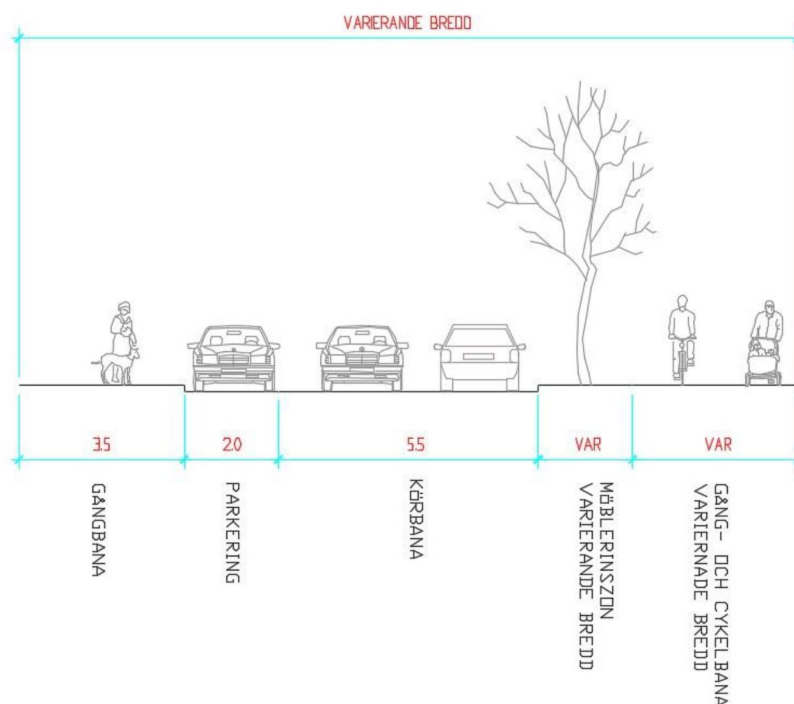 VARIERANDE BREDD
3.5
2.0
5.5
VAR
VAR
GÅNGBANA
PARKERING
KÖRBANA
MÖBLERINSZON
VARIERANDE BREDD
GÅNG- OCH CYKELBANA
VARIERNADE BREDD